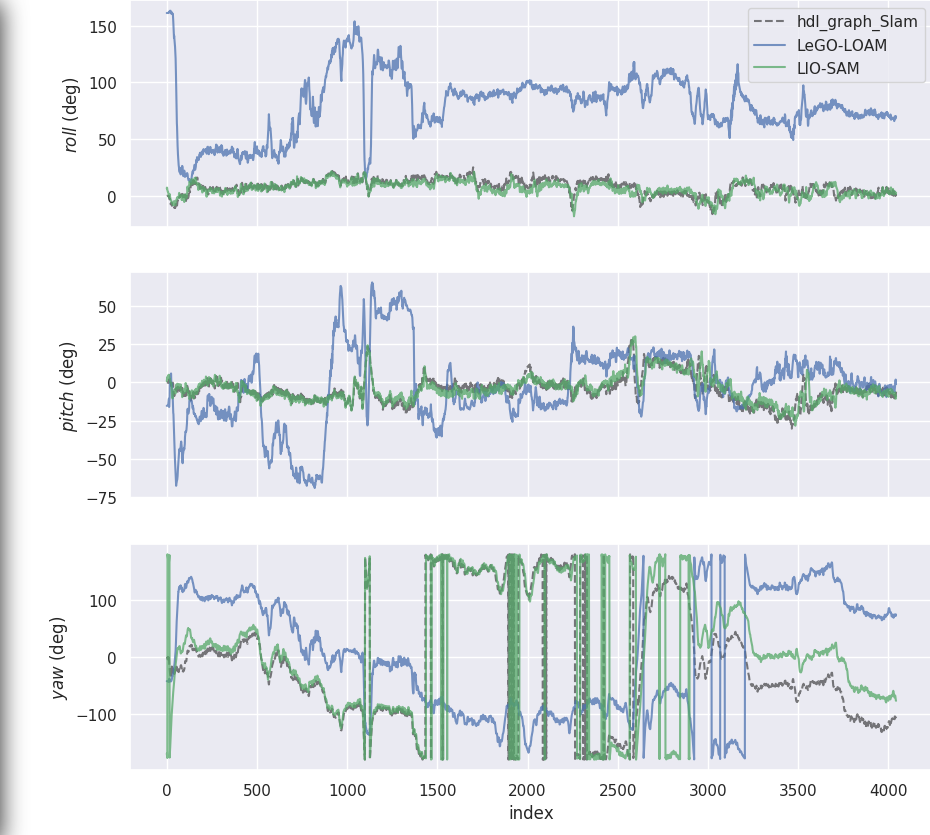 150
100
50
0
roll (deg)
hdl_graph_Slam
LeGO-LOAM
LIO-SAM
50
25
0
−25
−50
−75
pitch (deg)
100
0
−100
yaw (deg)
0 500 1000 1500 2000 2500 3000 3500 4000
index